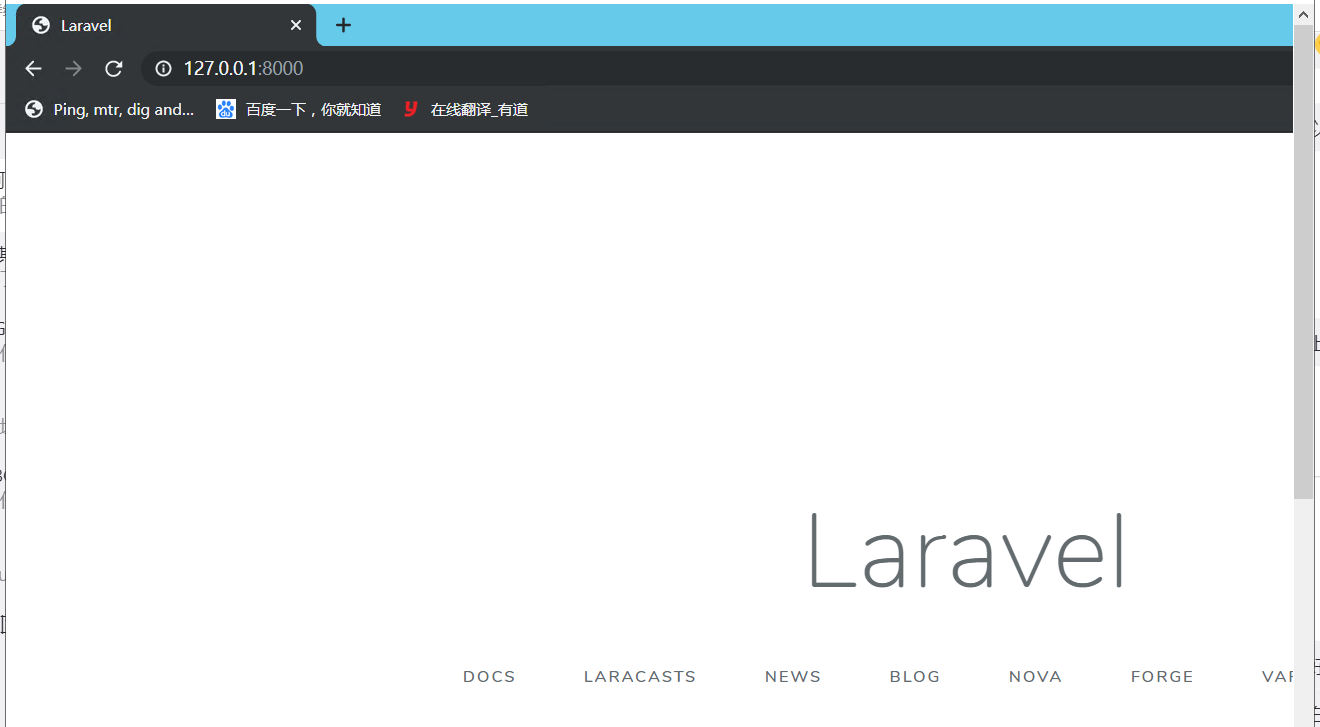 Laravel
127.0.0.1:8000
Ping, mtr, dig and... 百度一下，你就知道 在线翻译_有道
Laravel
DOCS LARACASTS NEWS BLOG NOVA FORGE